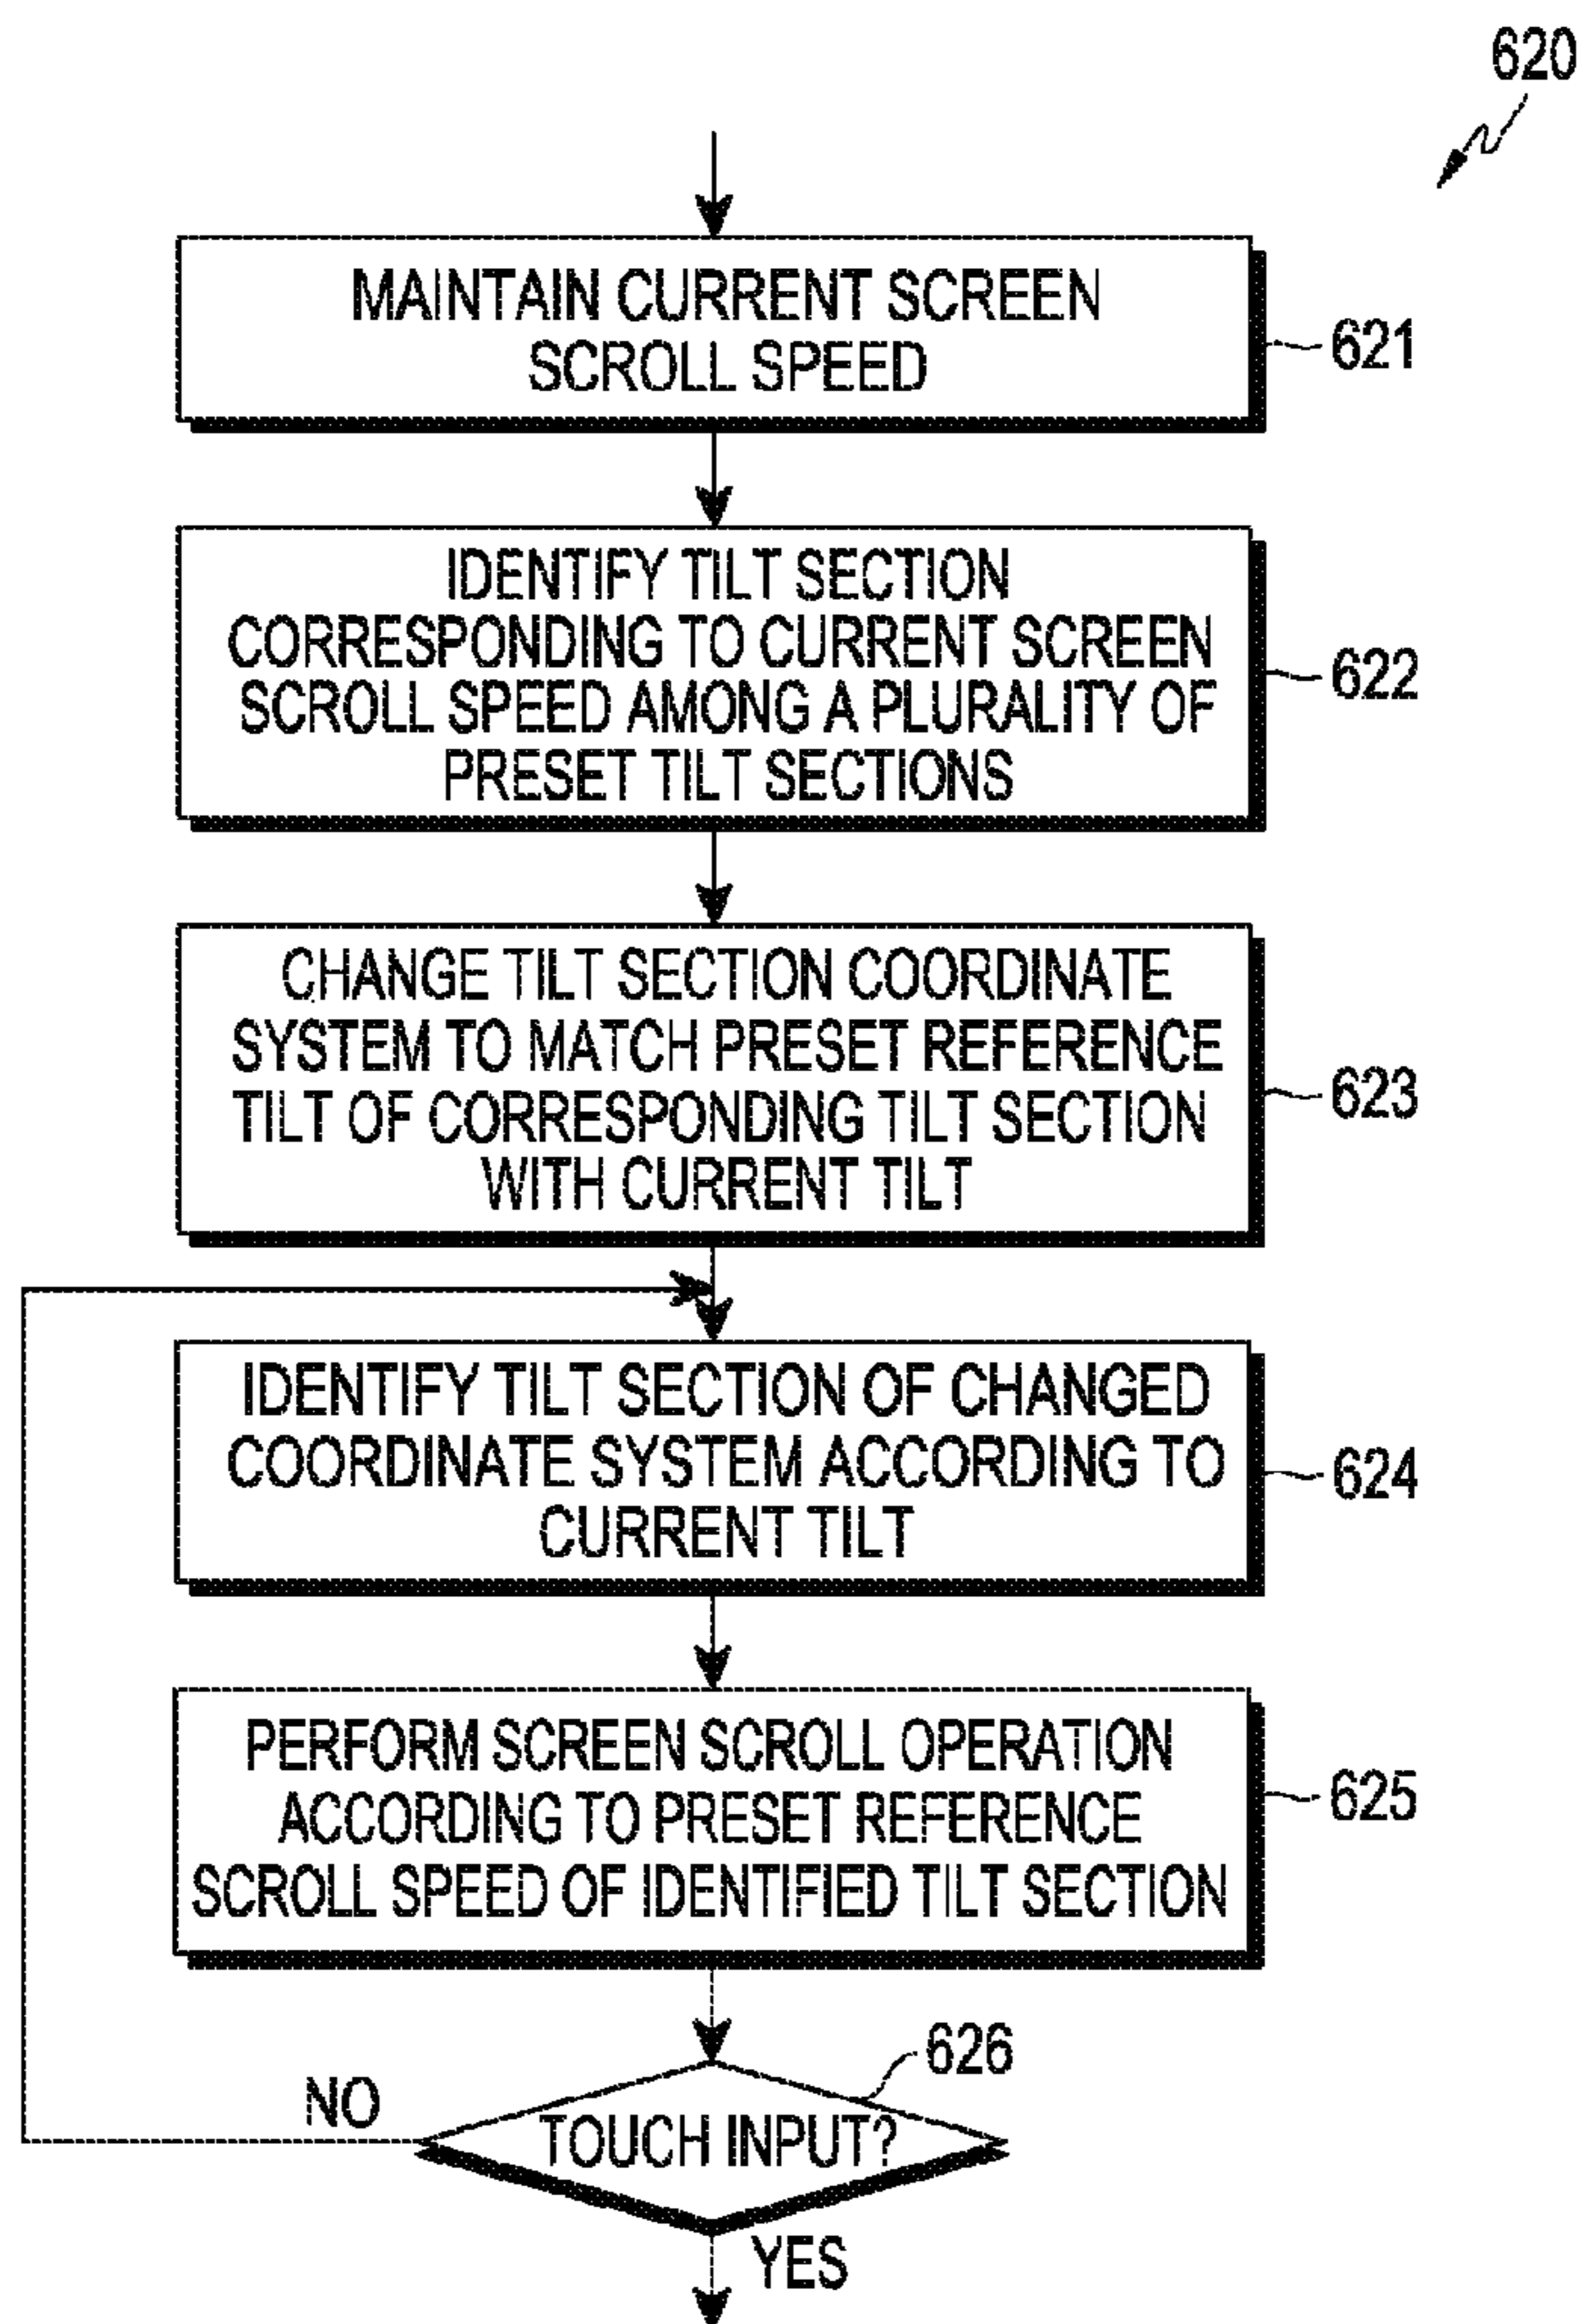 620
MAINTAIN CURRENT SCREEN
SCROLL SPEED
621
IDENTIFY TILT SECTION
CORRESPONDING TO CURRENT SCREEN
SCROLL SPEED AMONG A PLURALITY OF
PRESET TILT SECTIONS
622
CHANGE TILT SECTION COORDINATE
SYSTEM TO MATCH PRESET REFERENCE
TILT OF CORRESPONDING TILT SECTION
WITH CURRENT TILT
623
IDENTIFY TILT SECTION OF CHANGED
COORDINATE SYSTEM ACCORDING TO
CURRENT TILT
624
PERFORM SCREEN SCROLL OPERATION
ACCORDING TO PRESET REFERENCE
SCROLL SPEED OF IDENTIFIED TILT SECTION
625
626
NO
TOUCH INPUT?
YES